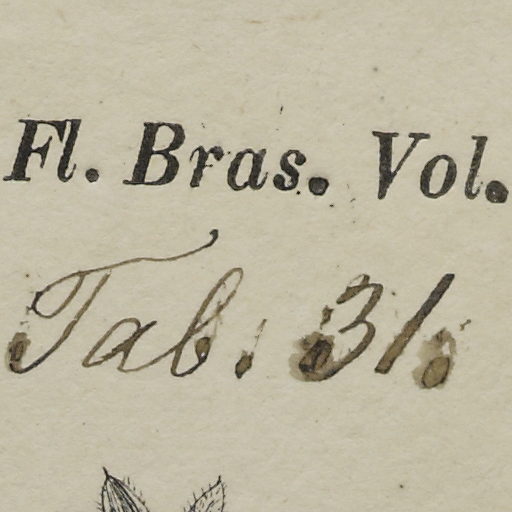 Fl. Bras. Vol.
Tab. 31.